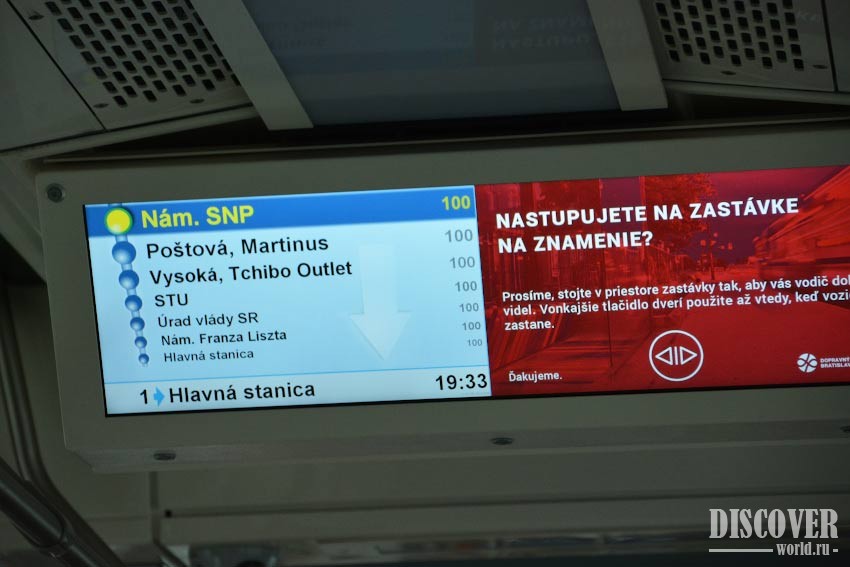 Nám. SNP 100
Poštová, Martinus 100
Vysoká, Tchibo Outlet 100
STU 100
Úrad vlády SR 100
Nám. Franza Liszta 100
Hlavná stanica 100
1 Hlavná stanica 19:33
NASTUPUJETE NA ZASTÁVKE
NA ZNAMENIE?
Prosíme, stojte v priestore zastávky tak, aby vás vodič
videl. Vonkajšie tlačidlo dverí použite až vtedy, keď
zastane.
Ďakujeme.
BRATISLAV
DISCOVER
world.ru